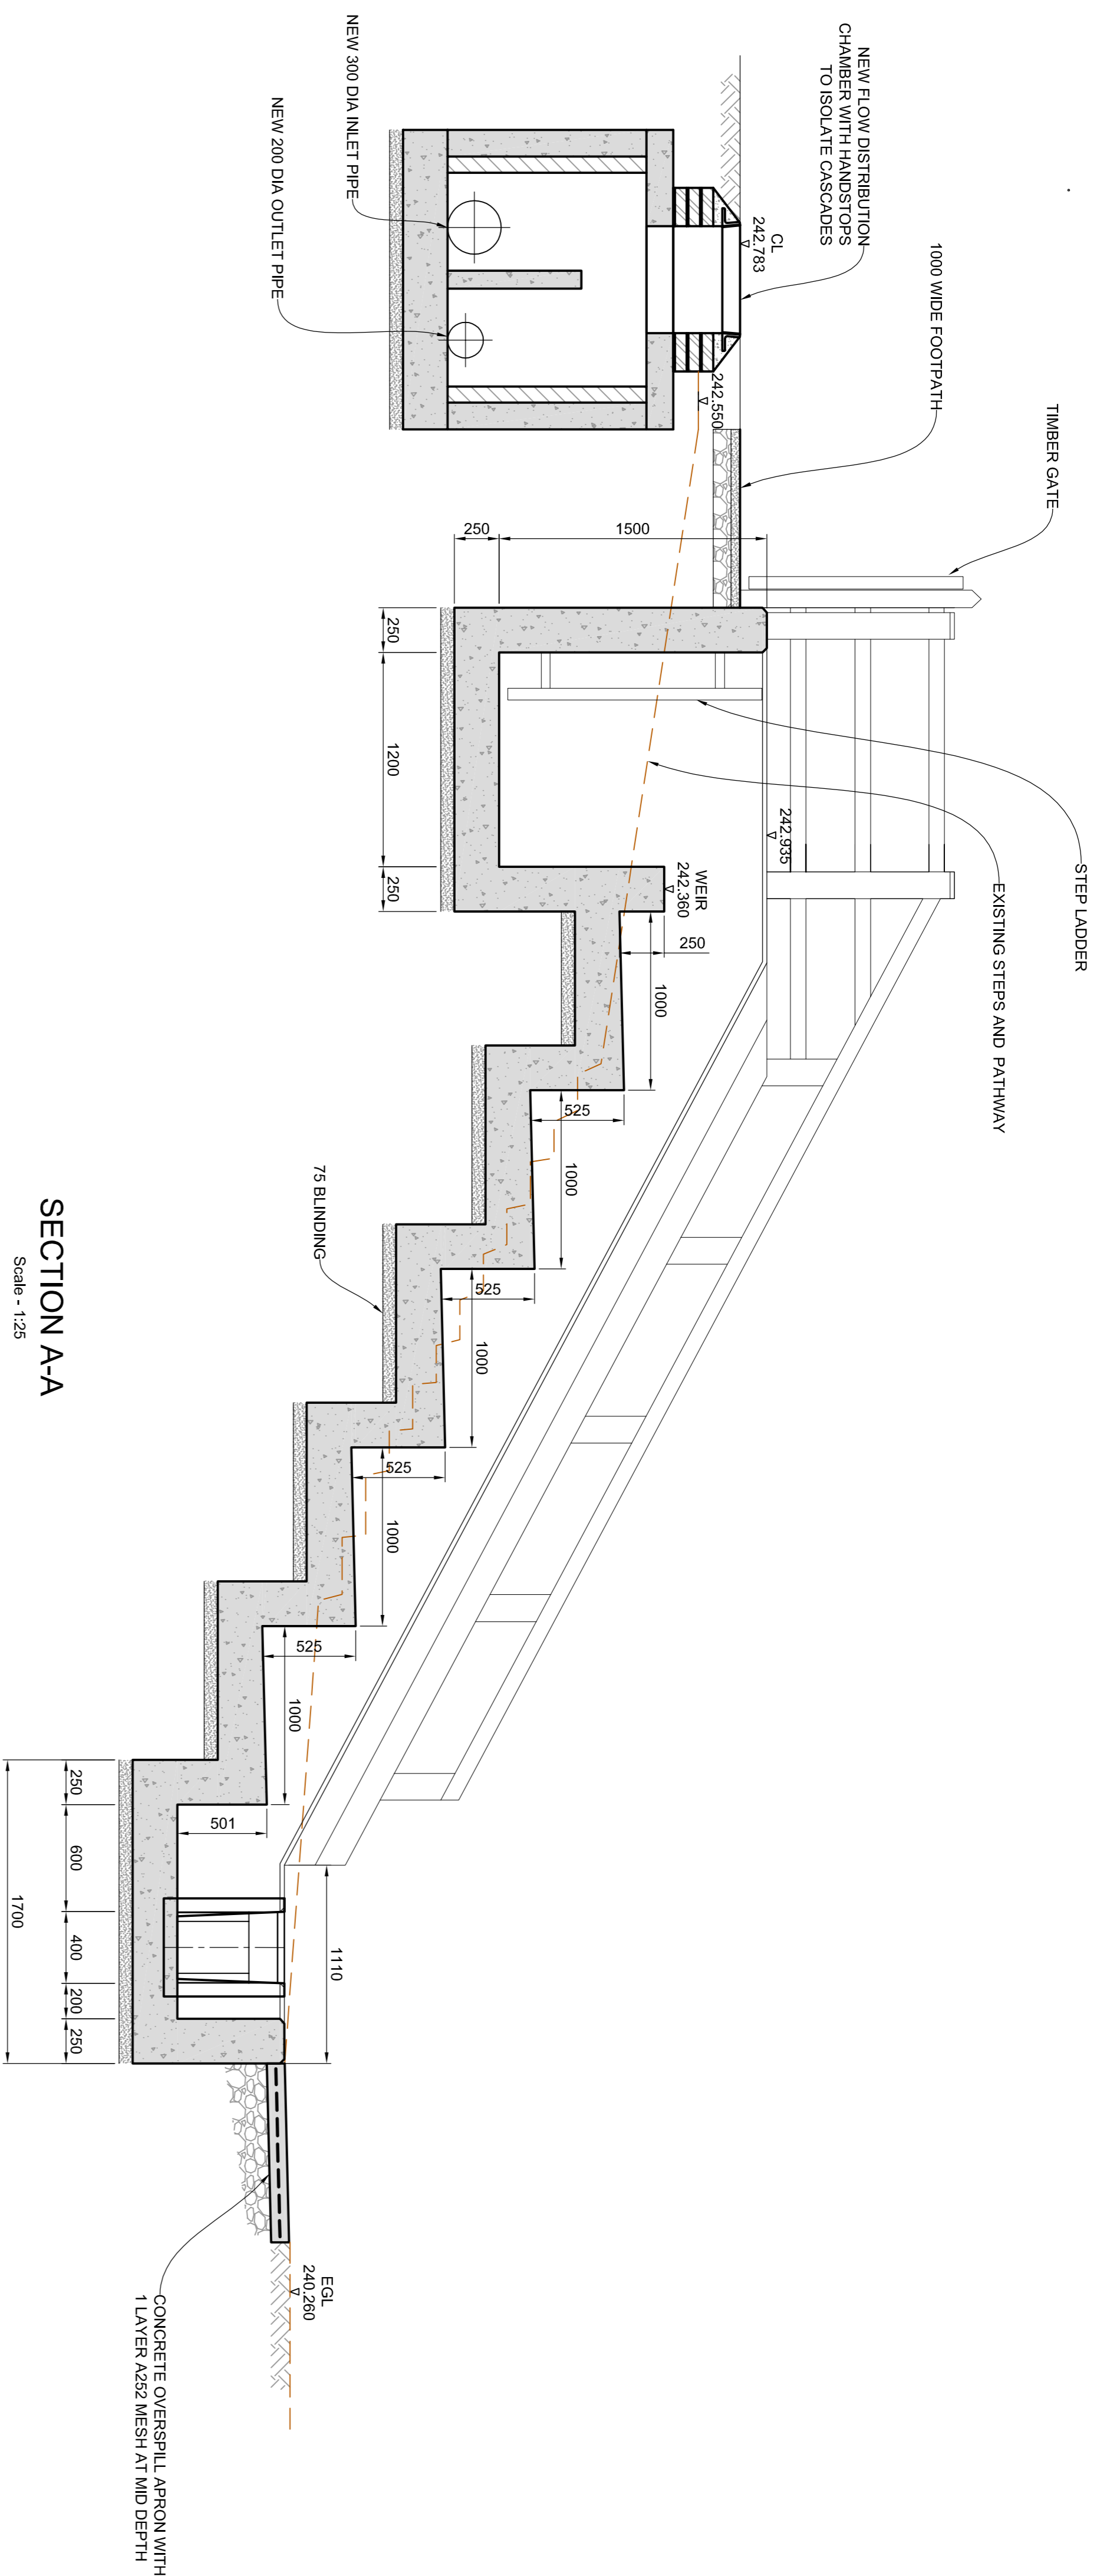 NEW FLOW DISTRIBUTION
CHAMBER WITH HANDSTOPS
TO ISOLATE CASCADES
1000 WIDE FOOTPATH
TIMBER GATE
STEP LADDER
EXISTING STEPS AND PATHWAY
NEW 300 DIA INLET PIPE
NEW 200 DIA OUTLET PIPE
CL
242.783
242.550
250
1500
250
1200
250
242.935
WEIR
242.360
250
1000
525
1000
525
1000
525
1000
525
1000
75 BLINDING
501
1110
250
600
400
200
250
1700
EGL
240.260
CONCRETE OVERSPILL APRON WITH
1 LAYER A252 MESH AT MID DEPTH
SECTION A-A
Scale - 1:25